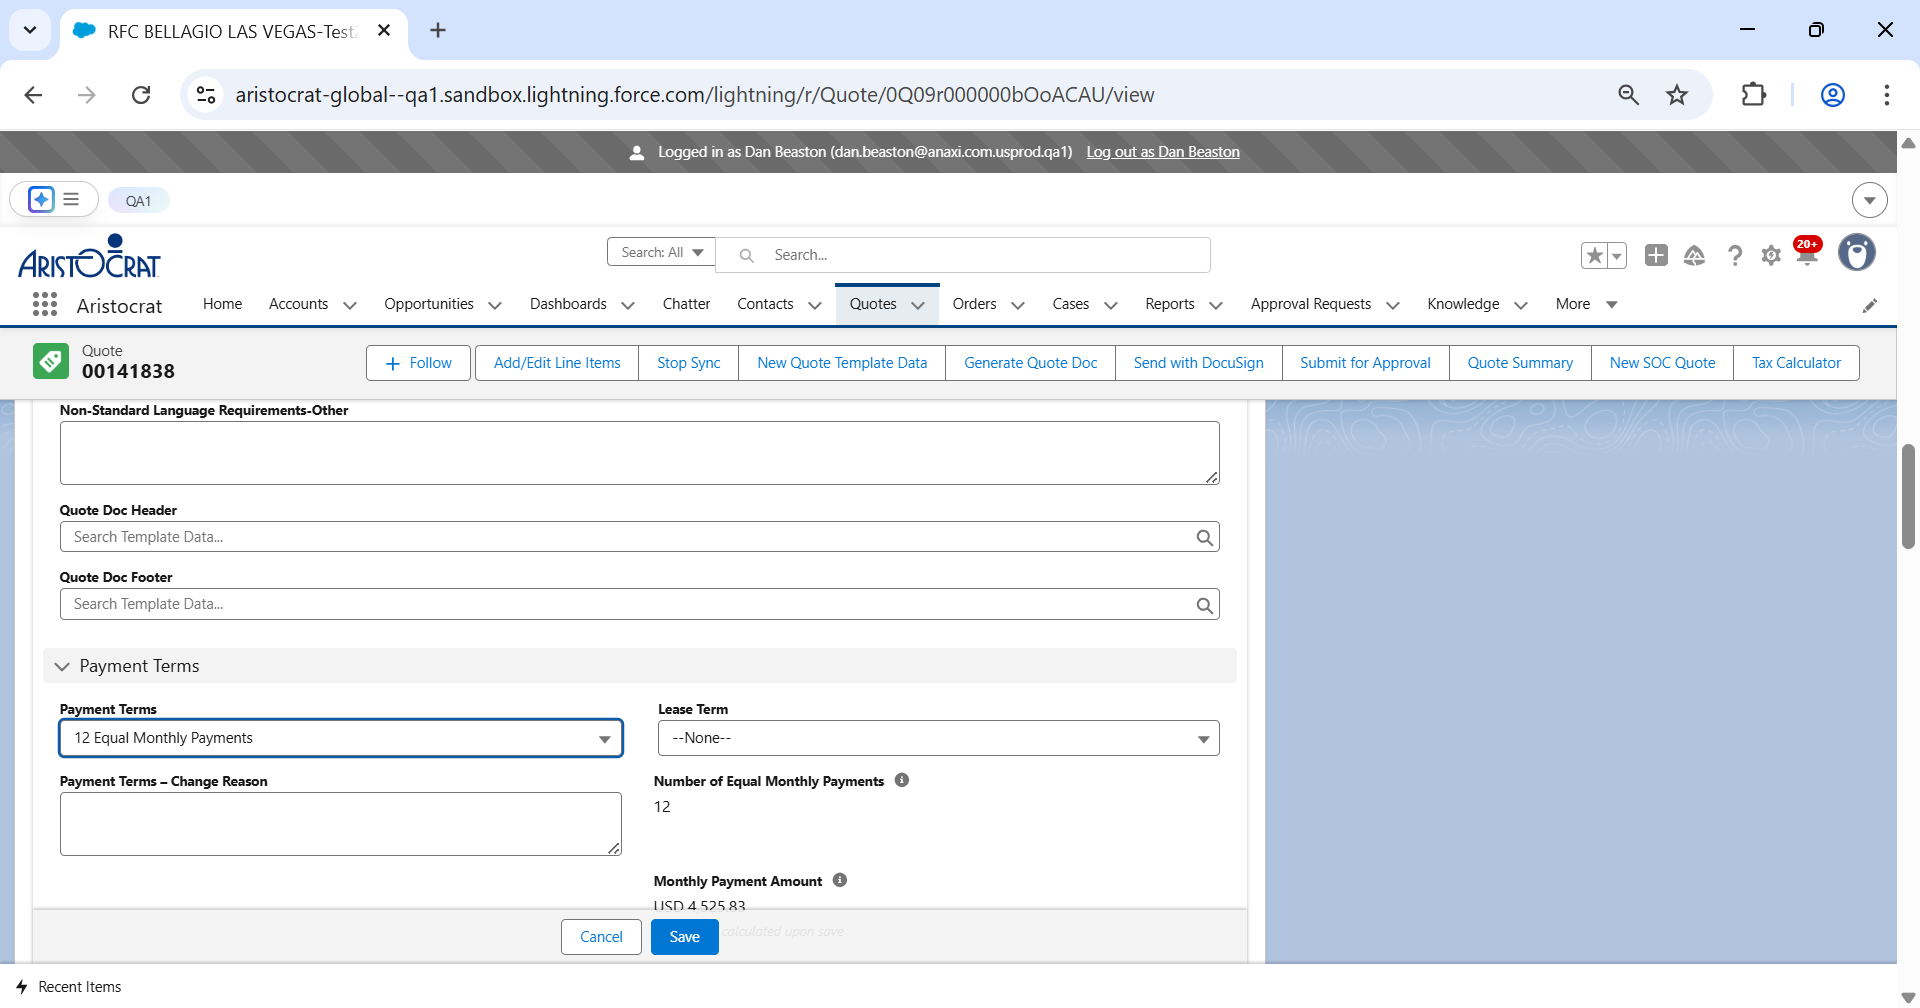 RFC BELLAGIO LAS VEGAS-Test2
aristocrat-global--qa1.sandbox.lightning.force.com/lightning/r/Quote/0Q09r000000bOoACAU/view
Logged in as Dan Beaston (dan.beaston@anaxi.com.usprod.qa1) Log out as Dan Beaston
QA1
ARISTOCRAT
Search: All
Search...
20+
Aristocrat
Home
Accounts
Opportunities
Dashboards
Chatter
Contacts
Quotes
Orders
Cases
Reports
Approval Requests
Knowledge
More
Quote
00141838
Follow
Add/Edit Line Items
Stop Sync
New Quote Template Data
Generate Quote Doc
Send with DocuSign
Submit for Approval
Quote Summary
New SOC Quote
Tax Calculator
Non-Standard Language Requirements-Other
Quote Doc Header
Search Template Data...
Quote Doc Footer
Search Template Data...
Payment Terms
Payment Terms
12 Equal Monthly Payments
Lease Term
--None--
Payment Terms – Change Reason
Number of Equal Monthly Payments
12
Monthly Payment Amount
USD 4,525.83
calculated upon save
Cancel
Save
Recent Items